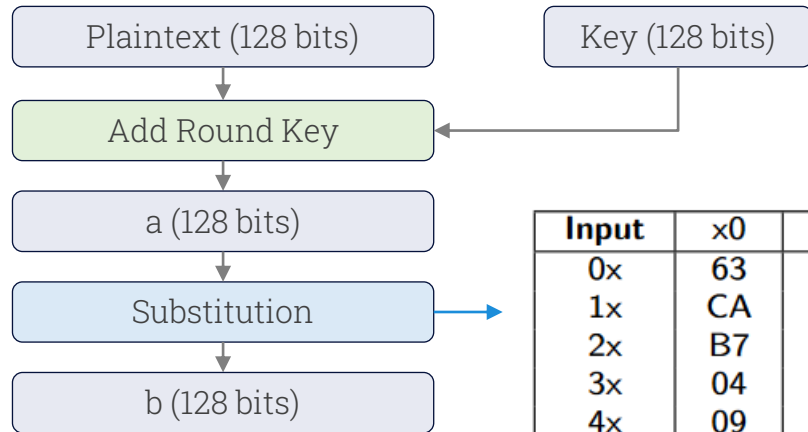 Plaintext (128 bits)
Key (128 bits)
Add Round Key
a (128 bits)
Substitution
b (128 bits)
Input x0
0x 63
1x CA
2x B7
3x 04
4x 09